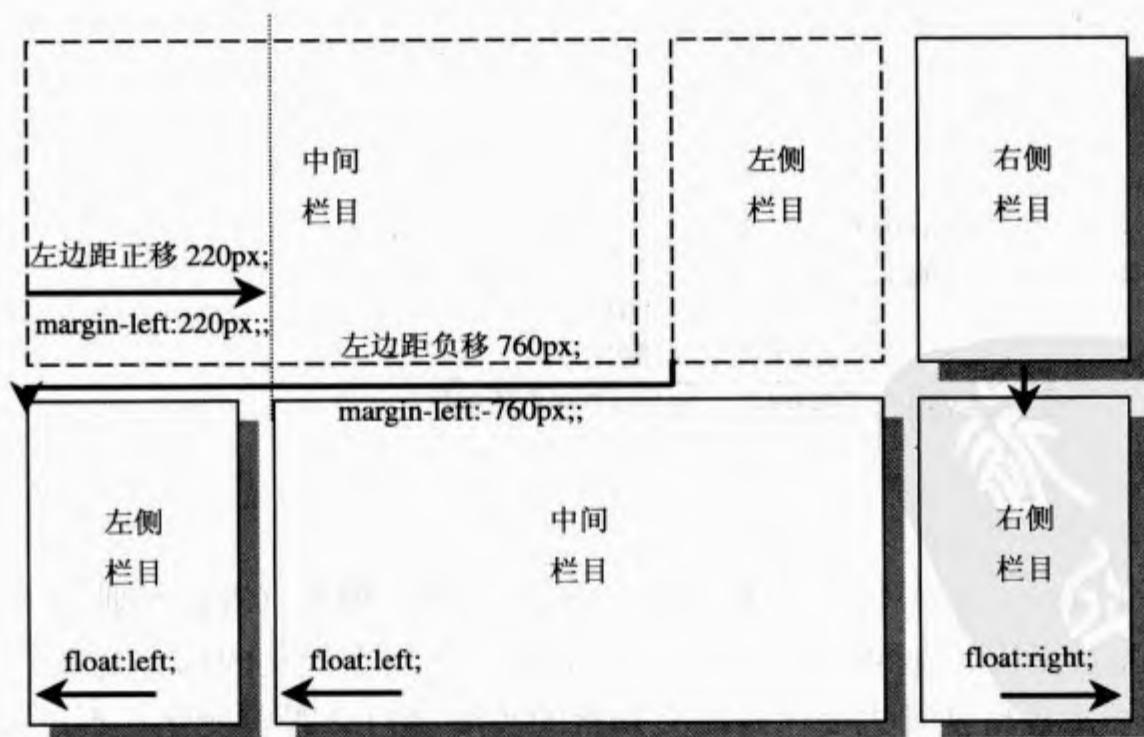 中间
栏目
左侧
栏目
右侧
栏目
左边距正移 220px;
margin-left:220px;;
左边距负移 760px;
margin-left:-760px;;
左侧
栏目
中间
栏目
右侧
栏目
float:left;
float:left;
float:right;